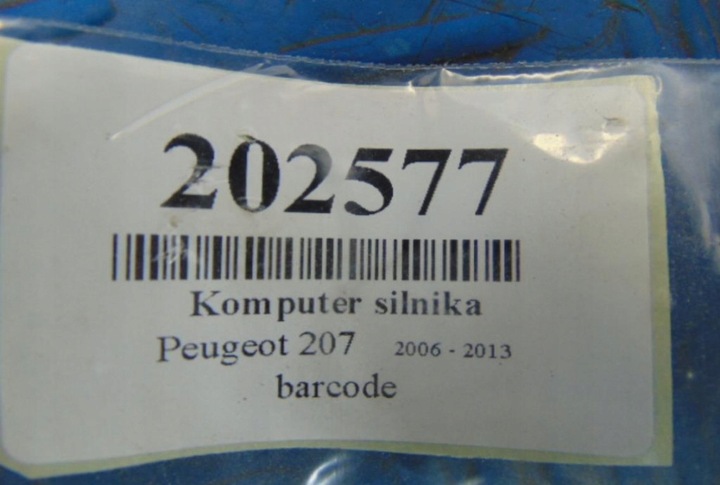 202577
Komputer silnika
Peugeot 207 2006 - 2013
barcode